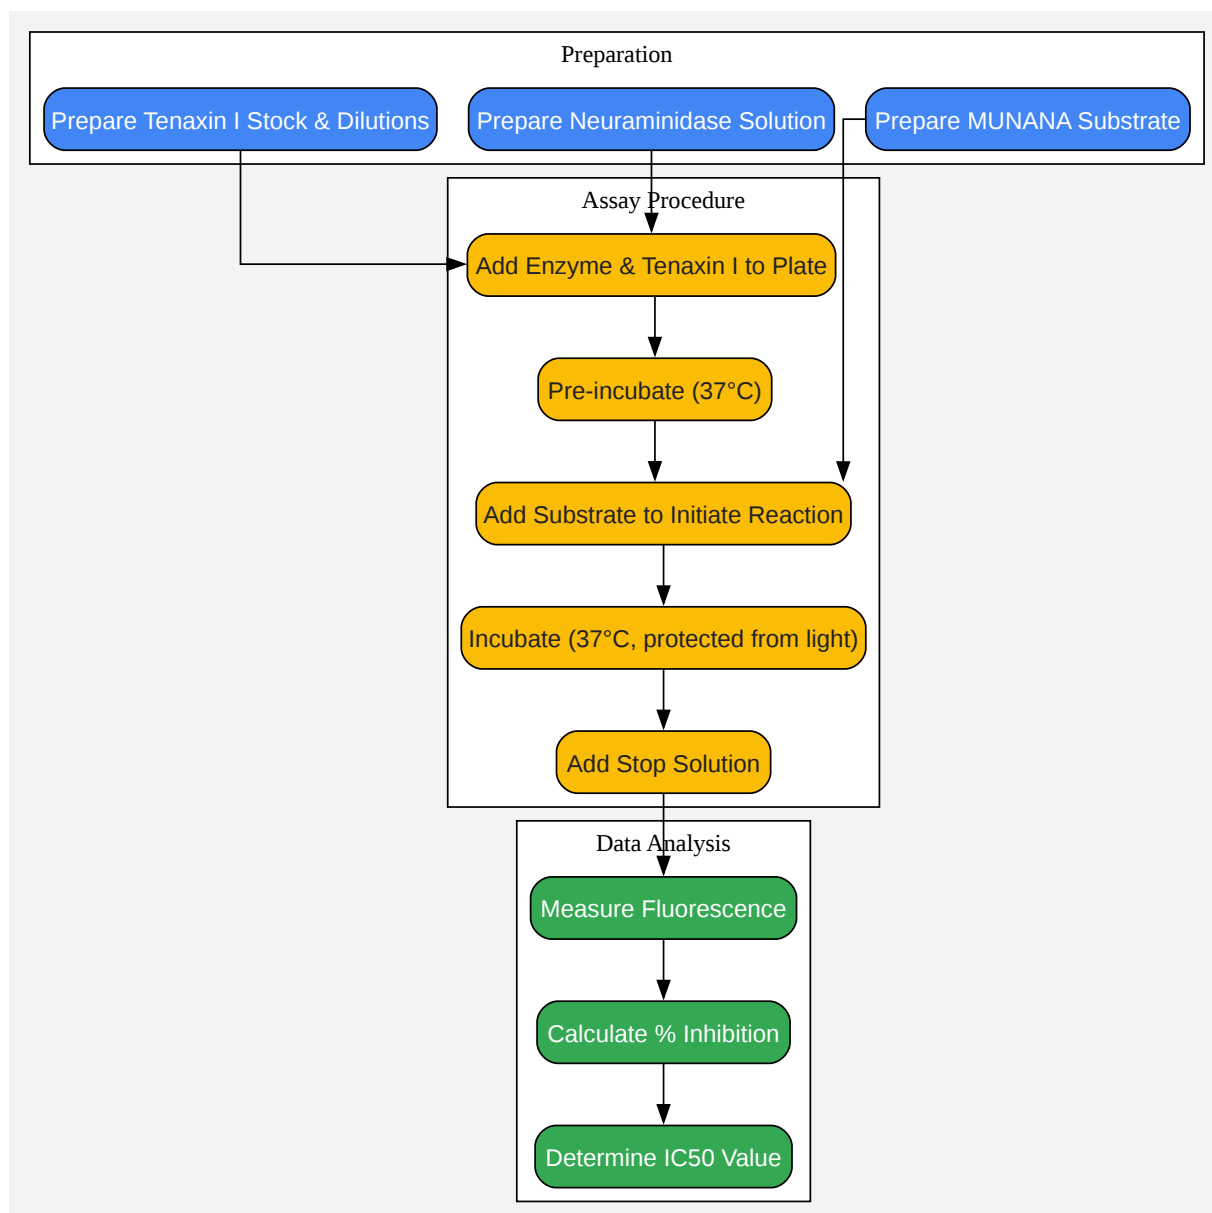 Preparation
Prepare Tenaxin I Stock & Dilutions
Prepare Neuraminidase Solution
Prepare MUNANA Substrate
Assay Procedure
Add Enzyme & Tenaxin I to Plate
Pre-incubate (37°C)
Add Substrate to Initiate Reaction
Incubate (37°C, protected from light)
Add Stop Solution
Data Analysis
Measure Fluorescence
Calculate % Inhibition
Determine IC50 Value